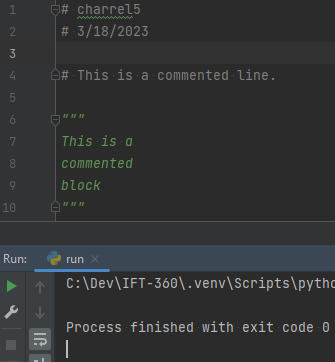 1 # charrel5
2 # 3/18/2023
3
4 # This is a commented line.
5
6 """
7 This is a
8 commented
9 block
10 """
Run: run
C:\Dev\IFT-360\.venv\Scripts\pytho
Process finished with exit code 0